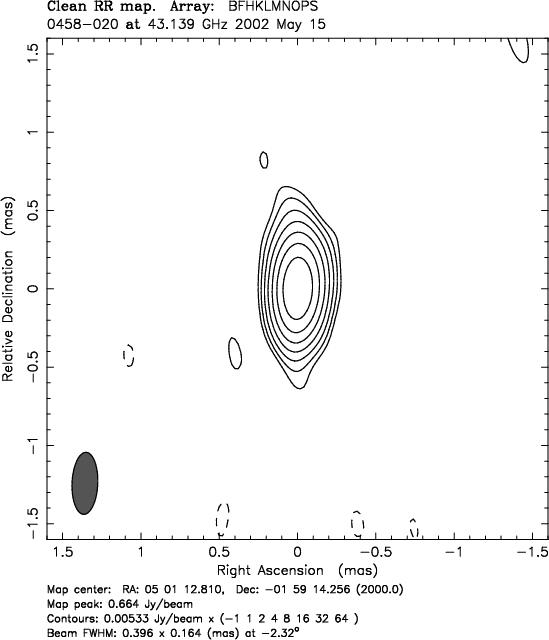 Clean RR map. Array: BFHKLMNOPS
0458-020 at 43.139 GHz 2002 May 15
Relative Declination (mas)
1.5
1
0.5
0
−0.5
−1
−1.5
1.5 1 0.5 0 −0.5 −1 −1.5
Right Ascension (mas)
Map center: RA: 05 01 12.810, Dec: −01 59 14.256 (2000.0)
Map peak: 0.664 Jy/beam
Contours: 0.00533 Jy/beam x (−1 1 2 4 8 16 32 64 )
Beam FWHM: 0.396 x 0.164 (mas) at −2.32°